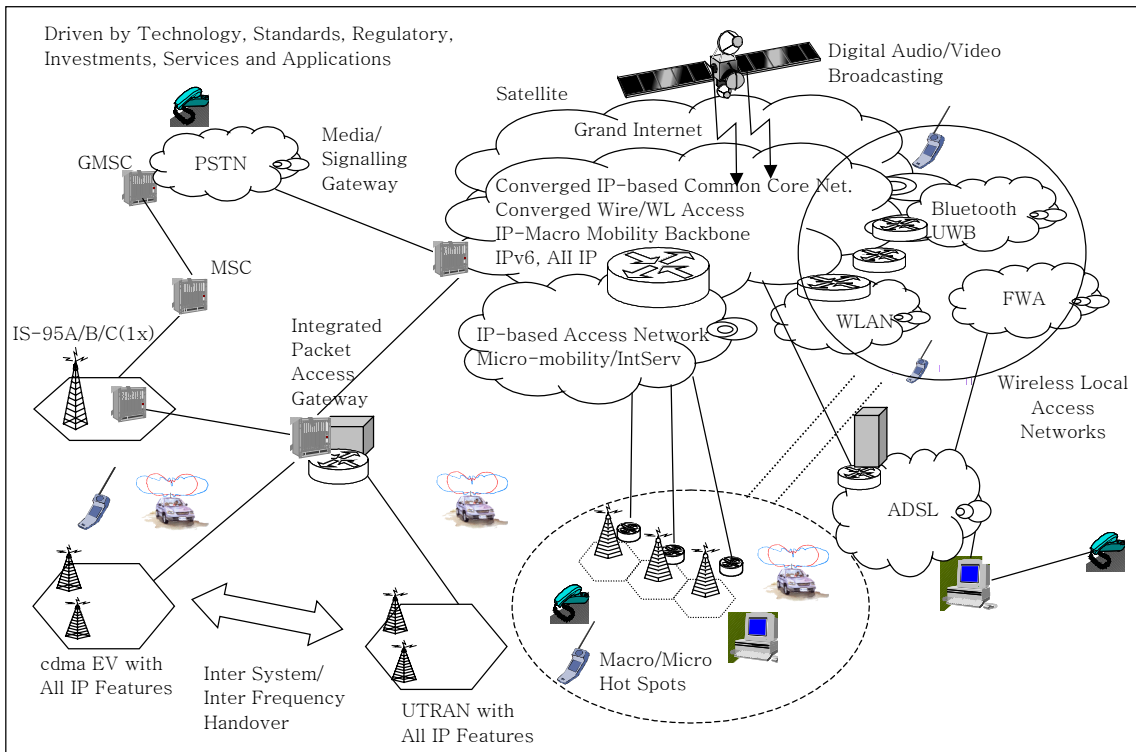 Driven by Technology, Standards, Regulatory,
Investments, Services and Applications
Digital Audio/Video
Broadcasting
Satellite
Grand Internet
Media/
Signalling
Gateway
GMSC
PSTN
Converged IP-based Common Core Net.
Converged Wire/WL Access
IP-Macro Mobility Backbone
IPv6, AII IP
Bluetooth
UWB
MSC
FWA
WLAN
IS-95A/B/C(1x)
Integrated
Packet
Access
Gateway
IP-based Access Network
Micro-mobility/IntServ
Wireless Local
Access
Networks
ADSL
cdma EV with
All IP Features
Inter System/
Inter Frequency
Handover
UTRAN with
All IP Features
Macro/Micro
Hot Spots